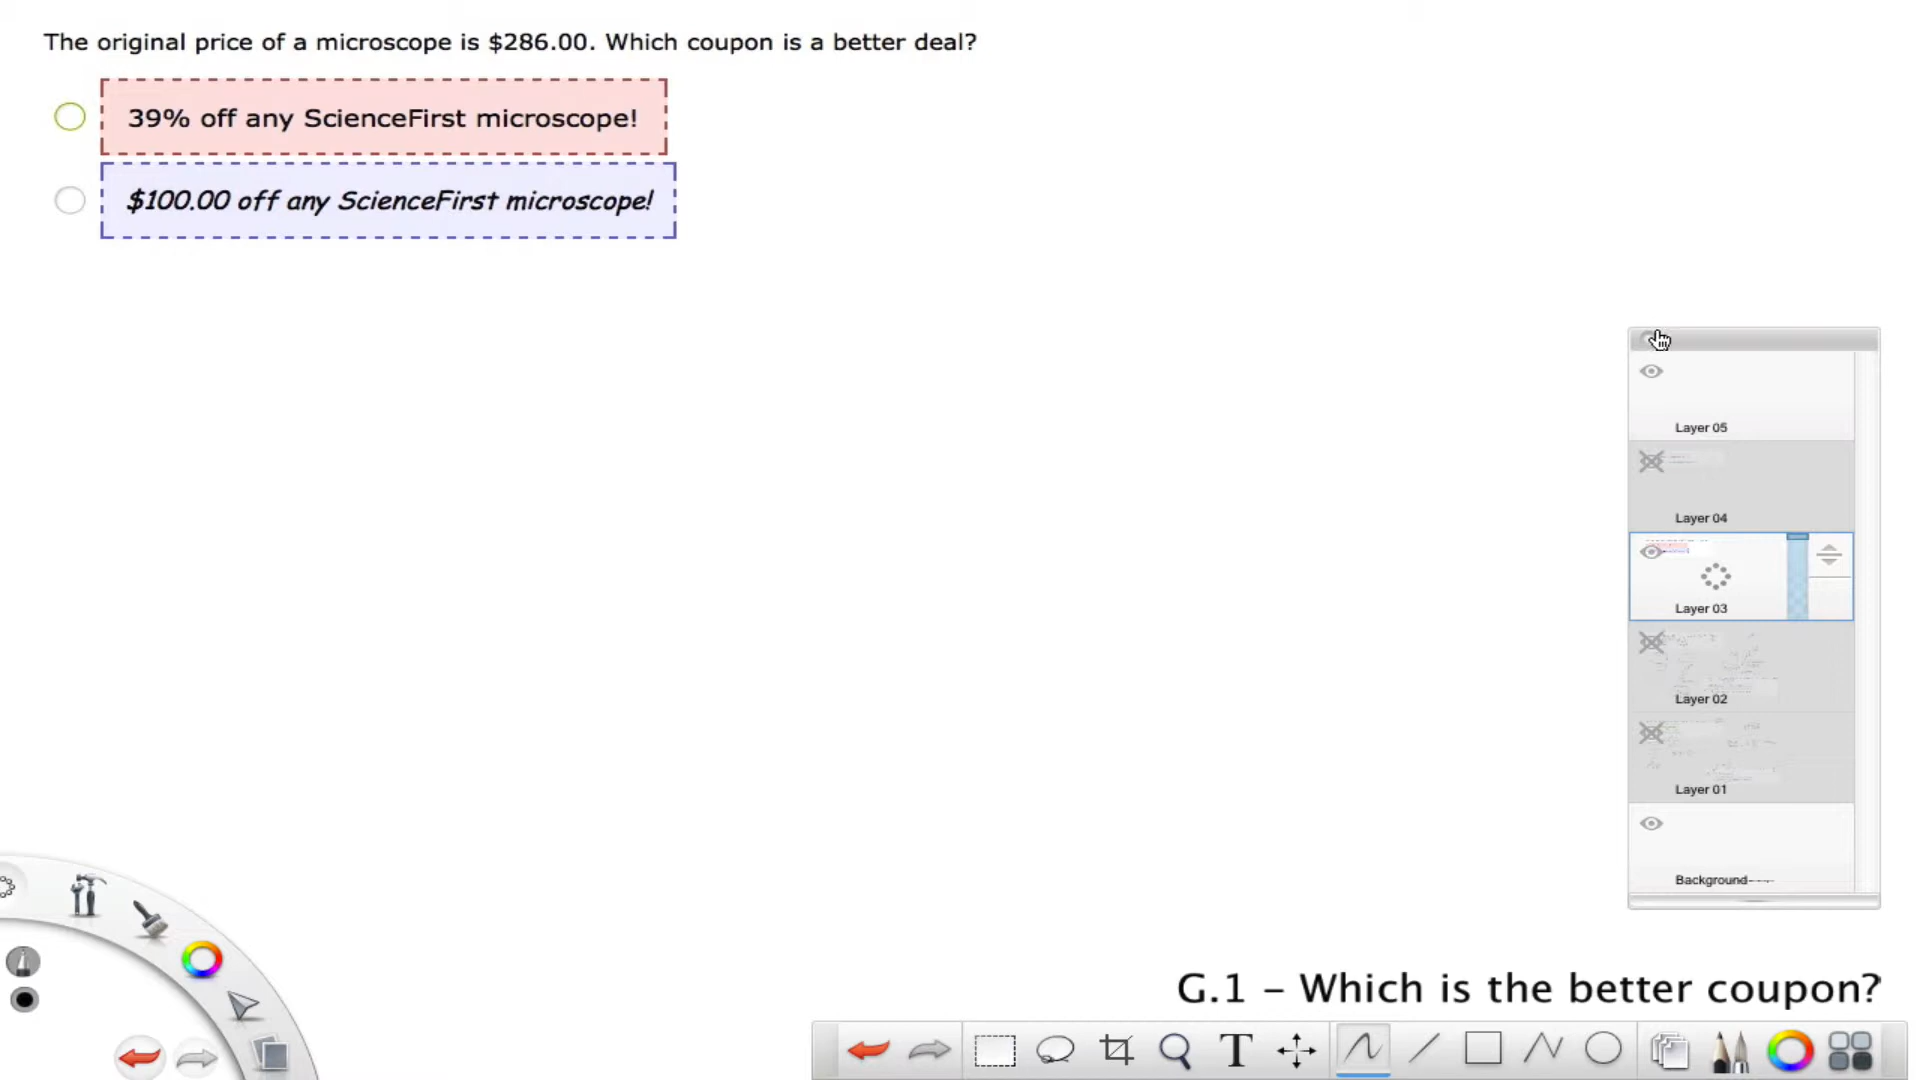 The original price of a microscope is $286.00. Which coupon is a better deal?
39% off any ScienceFirst microscope!
$100.00 off any ScienceFirst microscope!
Layer 05
Layer 04
Layer 03
Layer 02
Layer 01
Background
G.1 – Which is the better coupon?
T